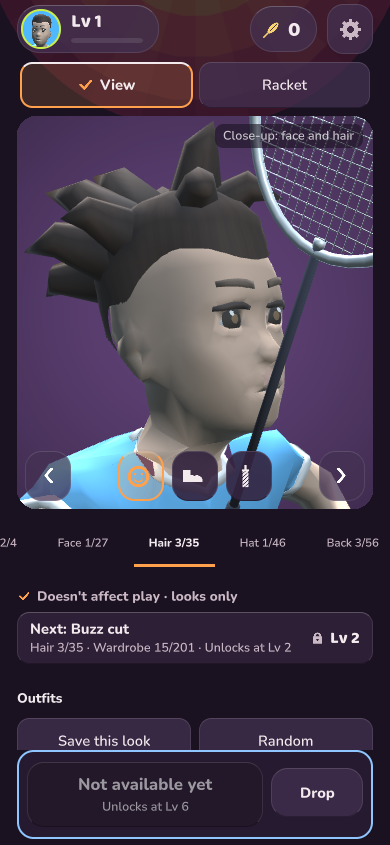 Lv 1
0
View
Racket
Close-up: face and hair
2/4
Face 1/27
Hair 3/35
Hat 1/46
Back 3/56
Doesn't affect play · looks only
Next: Buzz cut
Hair 3/35 · Wardrobe 15/201 · Unlocks at Lv 2
Lv 2
Outfits
Save this look
Random
Not available yet
Unlocks at Lv 6
Drop